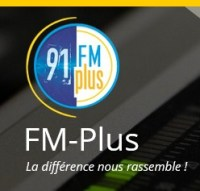 91 FM
plus
FM-Plus
La différence nous rassemble !